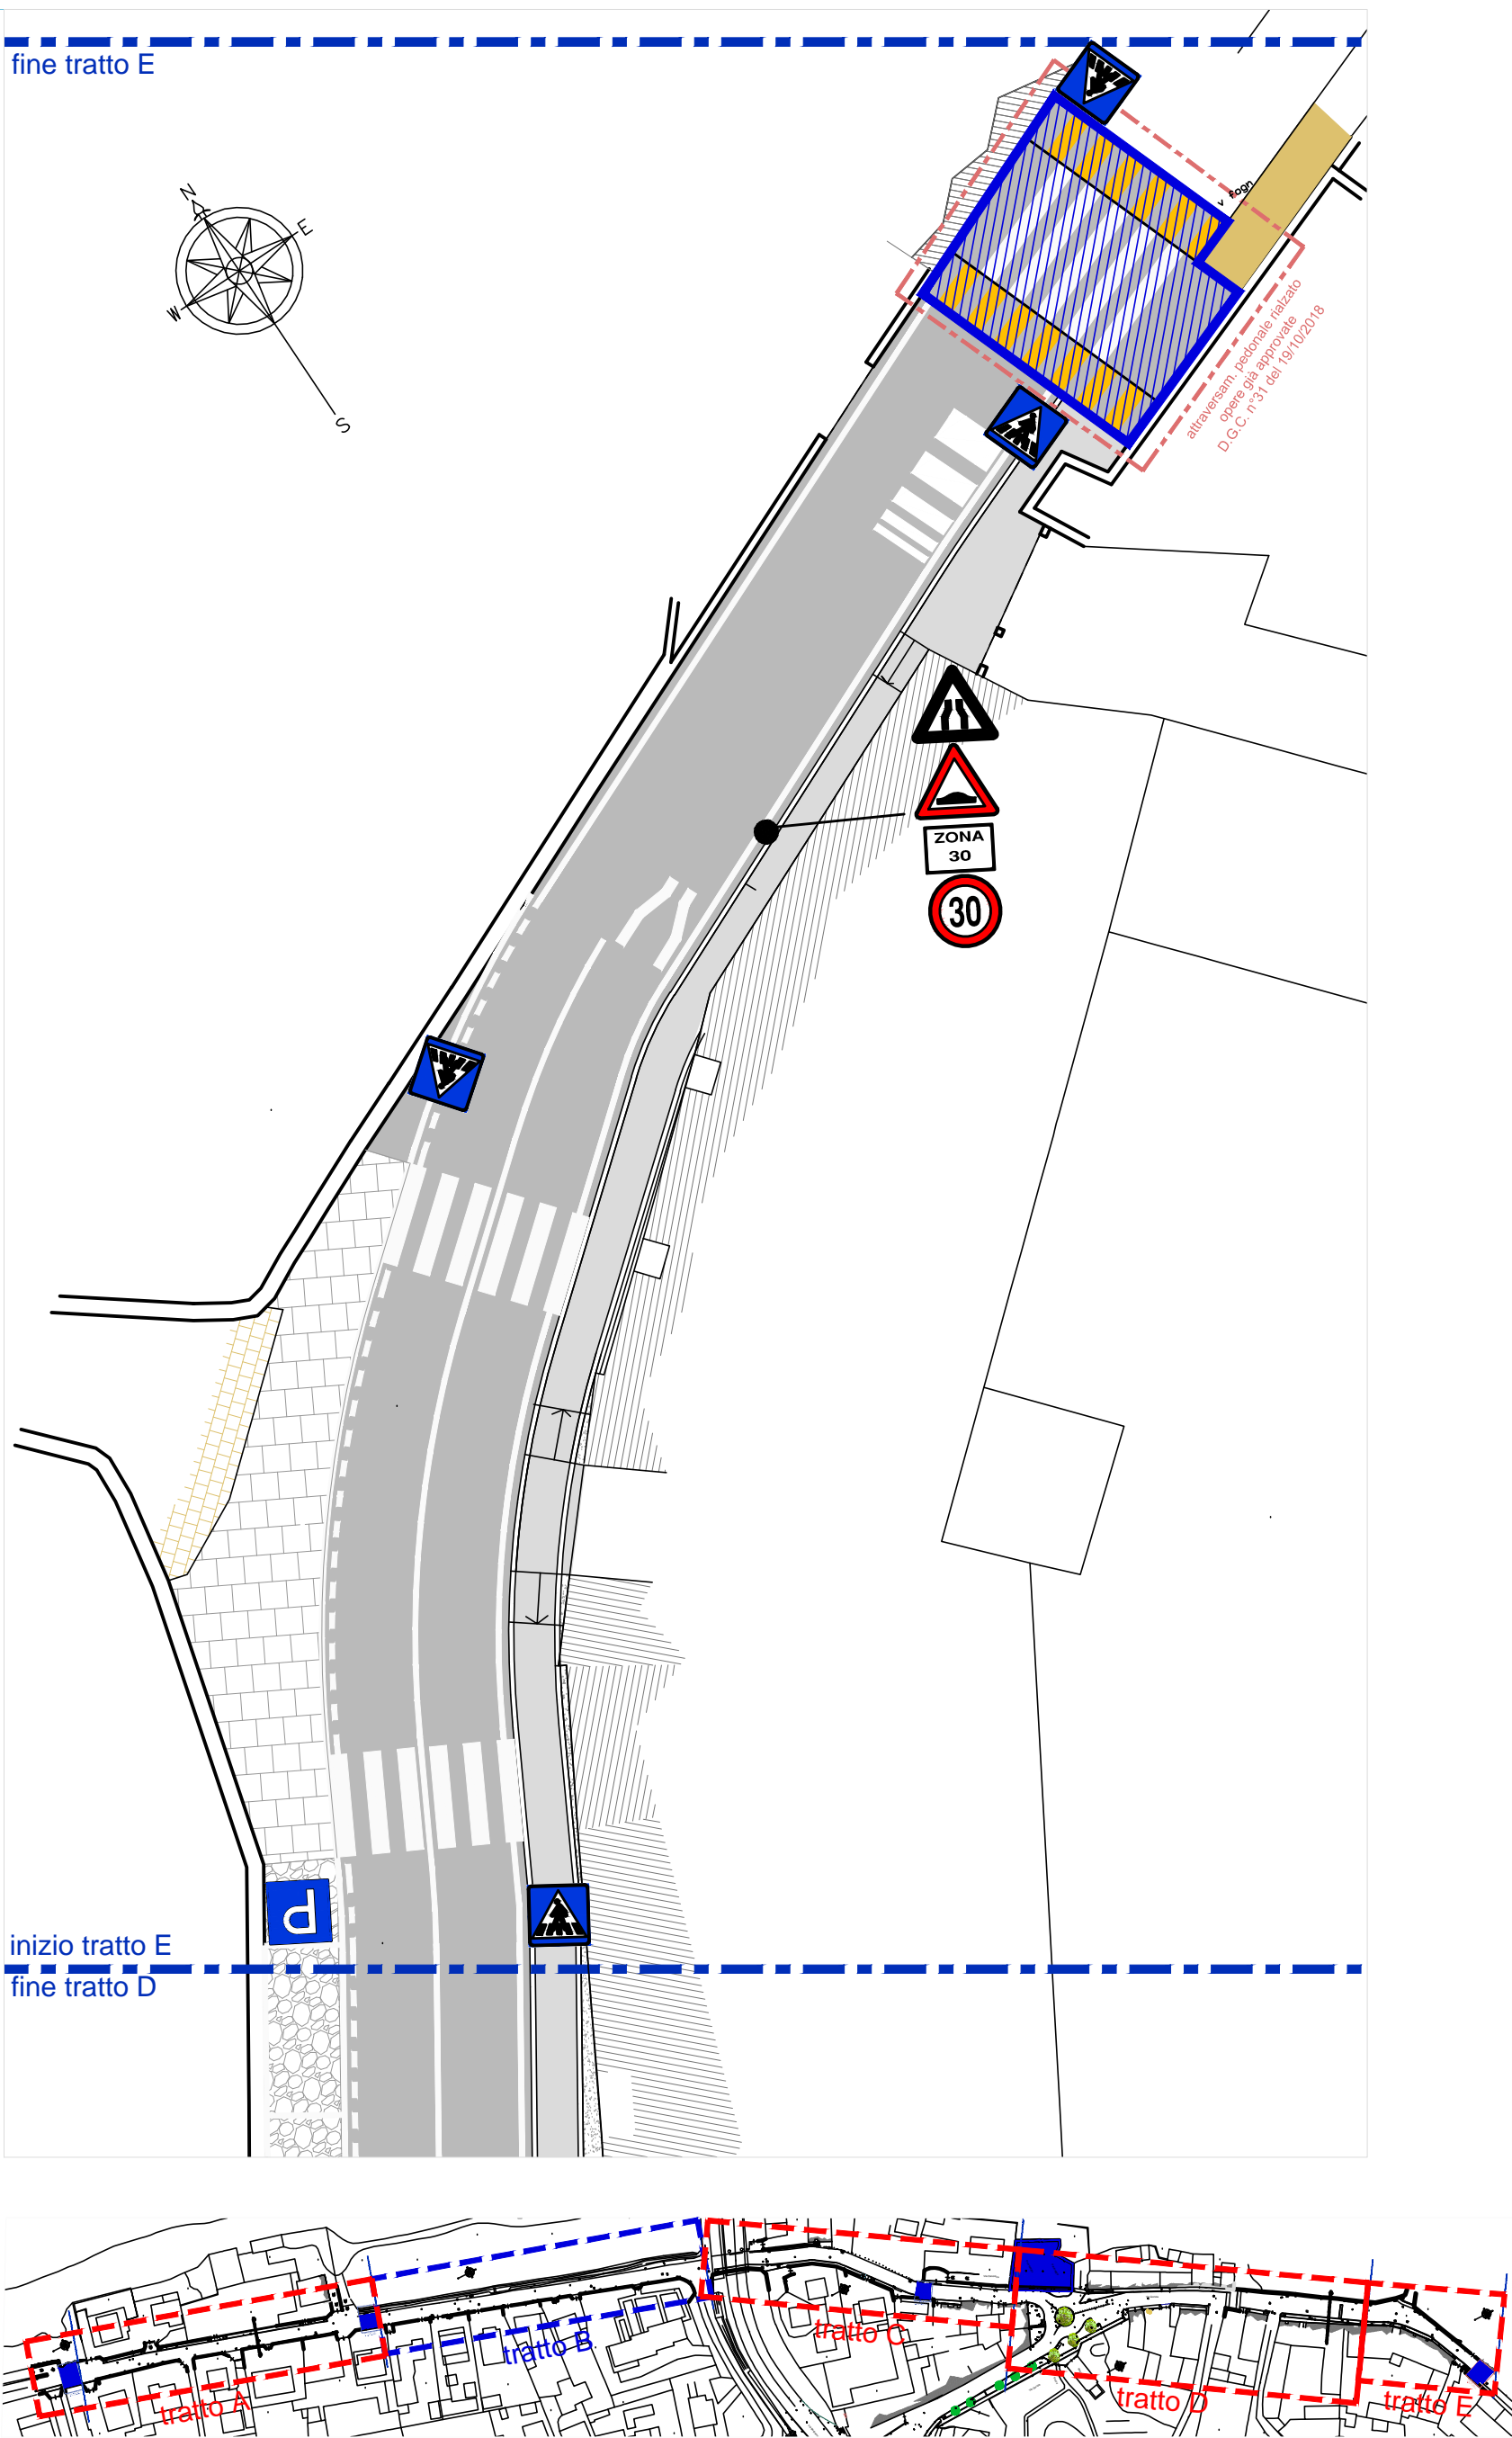 fine tratto E
N
E
W
S
v fogn
attraversam. pedonale rialzato
opere già approvate
D.G.C. n°31 del 19/10/2018
ZONA
30
30
P
inizio tratto E
fine tratto D
tratto A
tratto B
tratto C
tratto D
tratto E